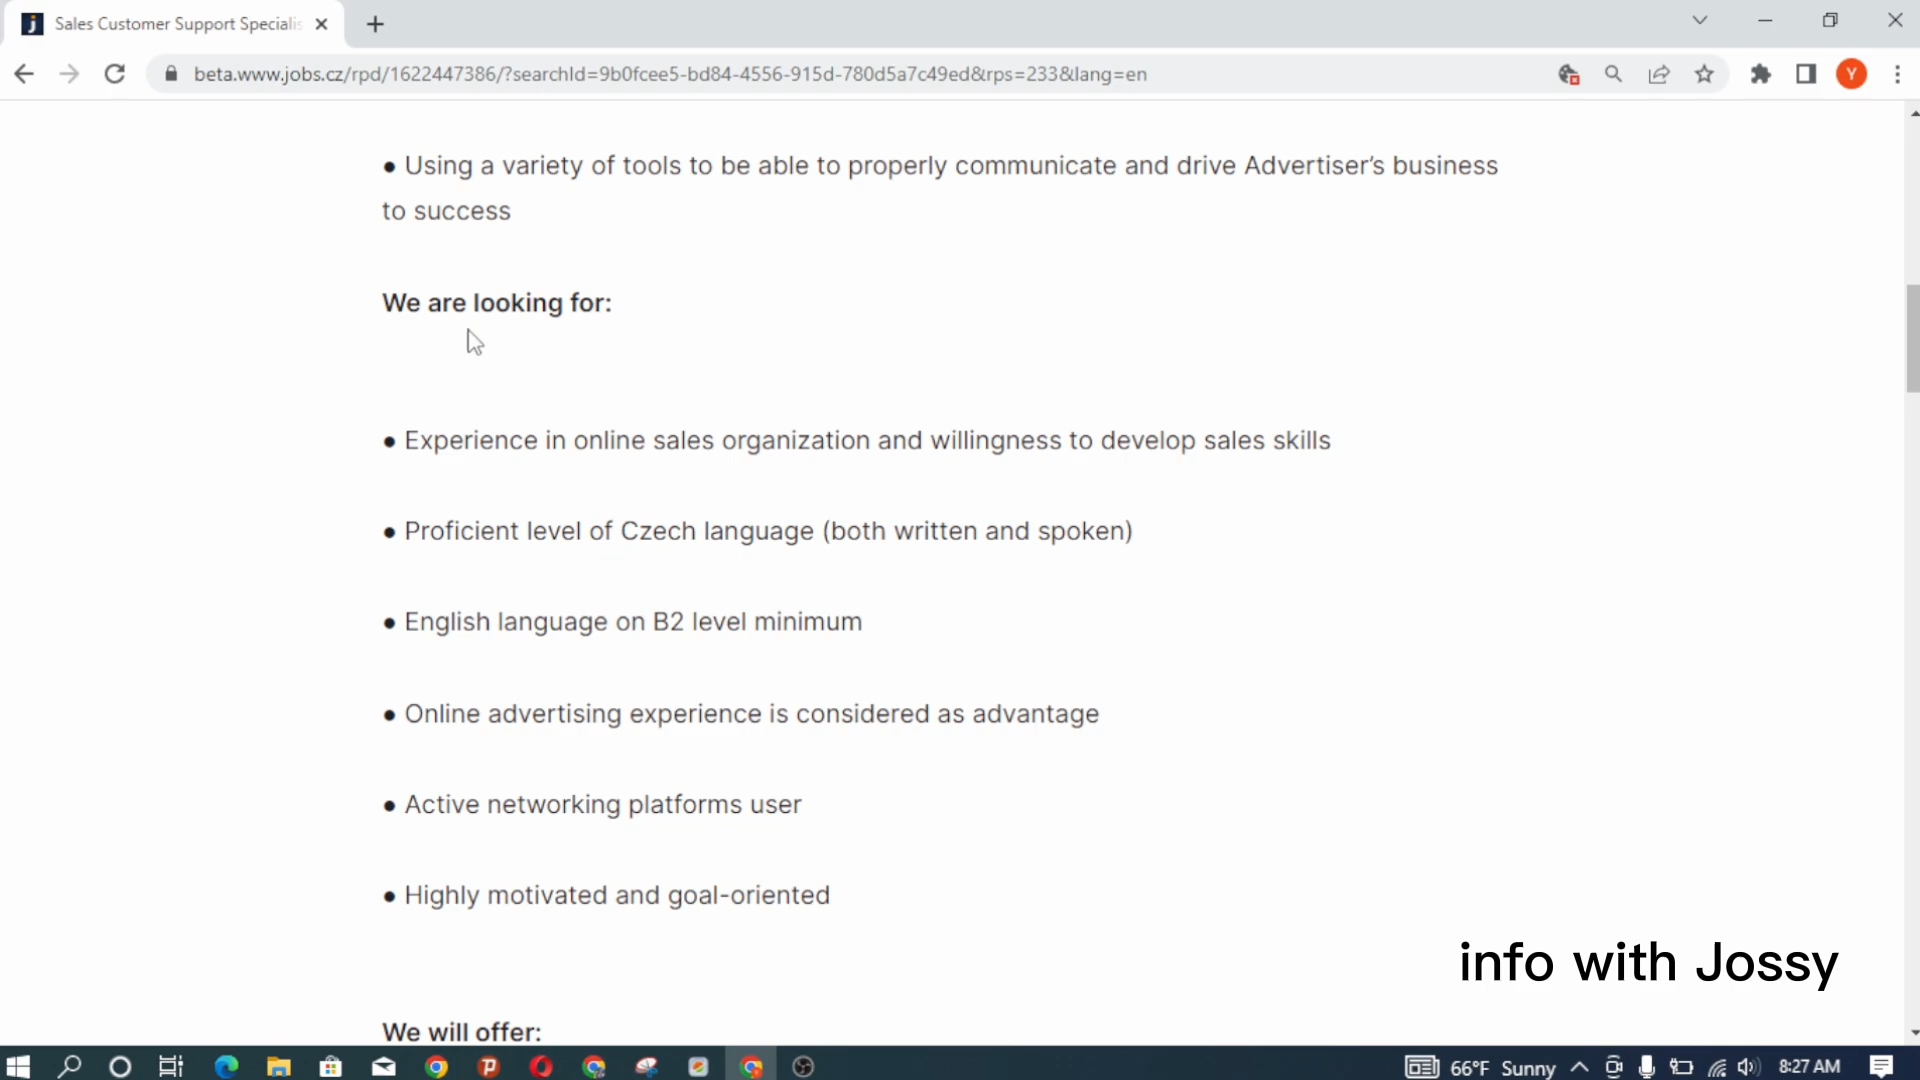 Sales Customer Support Specialis
beta.www.jobs.cz/rpd/1622447386/?searchId=9b0fcee5-bd84-4556-915d-780d5a7c49ed&rps=233&lang=en
Y
● Using a variety of tools to be able to properly communicate and drive Advertiser's business
to success
We are looking for:
● Experience in online sales organization and willingness to develop sales skills
● Proficient level of Czech language (both written and spoken)
● English language on B2 level minimum
● Online advertising experience is considered as advantage
● Active networking platforms user
● Highly motivated and goal-oriented
info with Jossy
We will offer:
66°F Sunny
8:27 AM